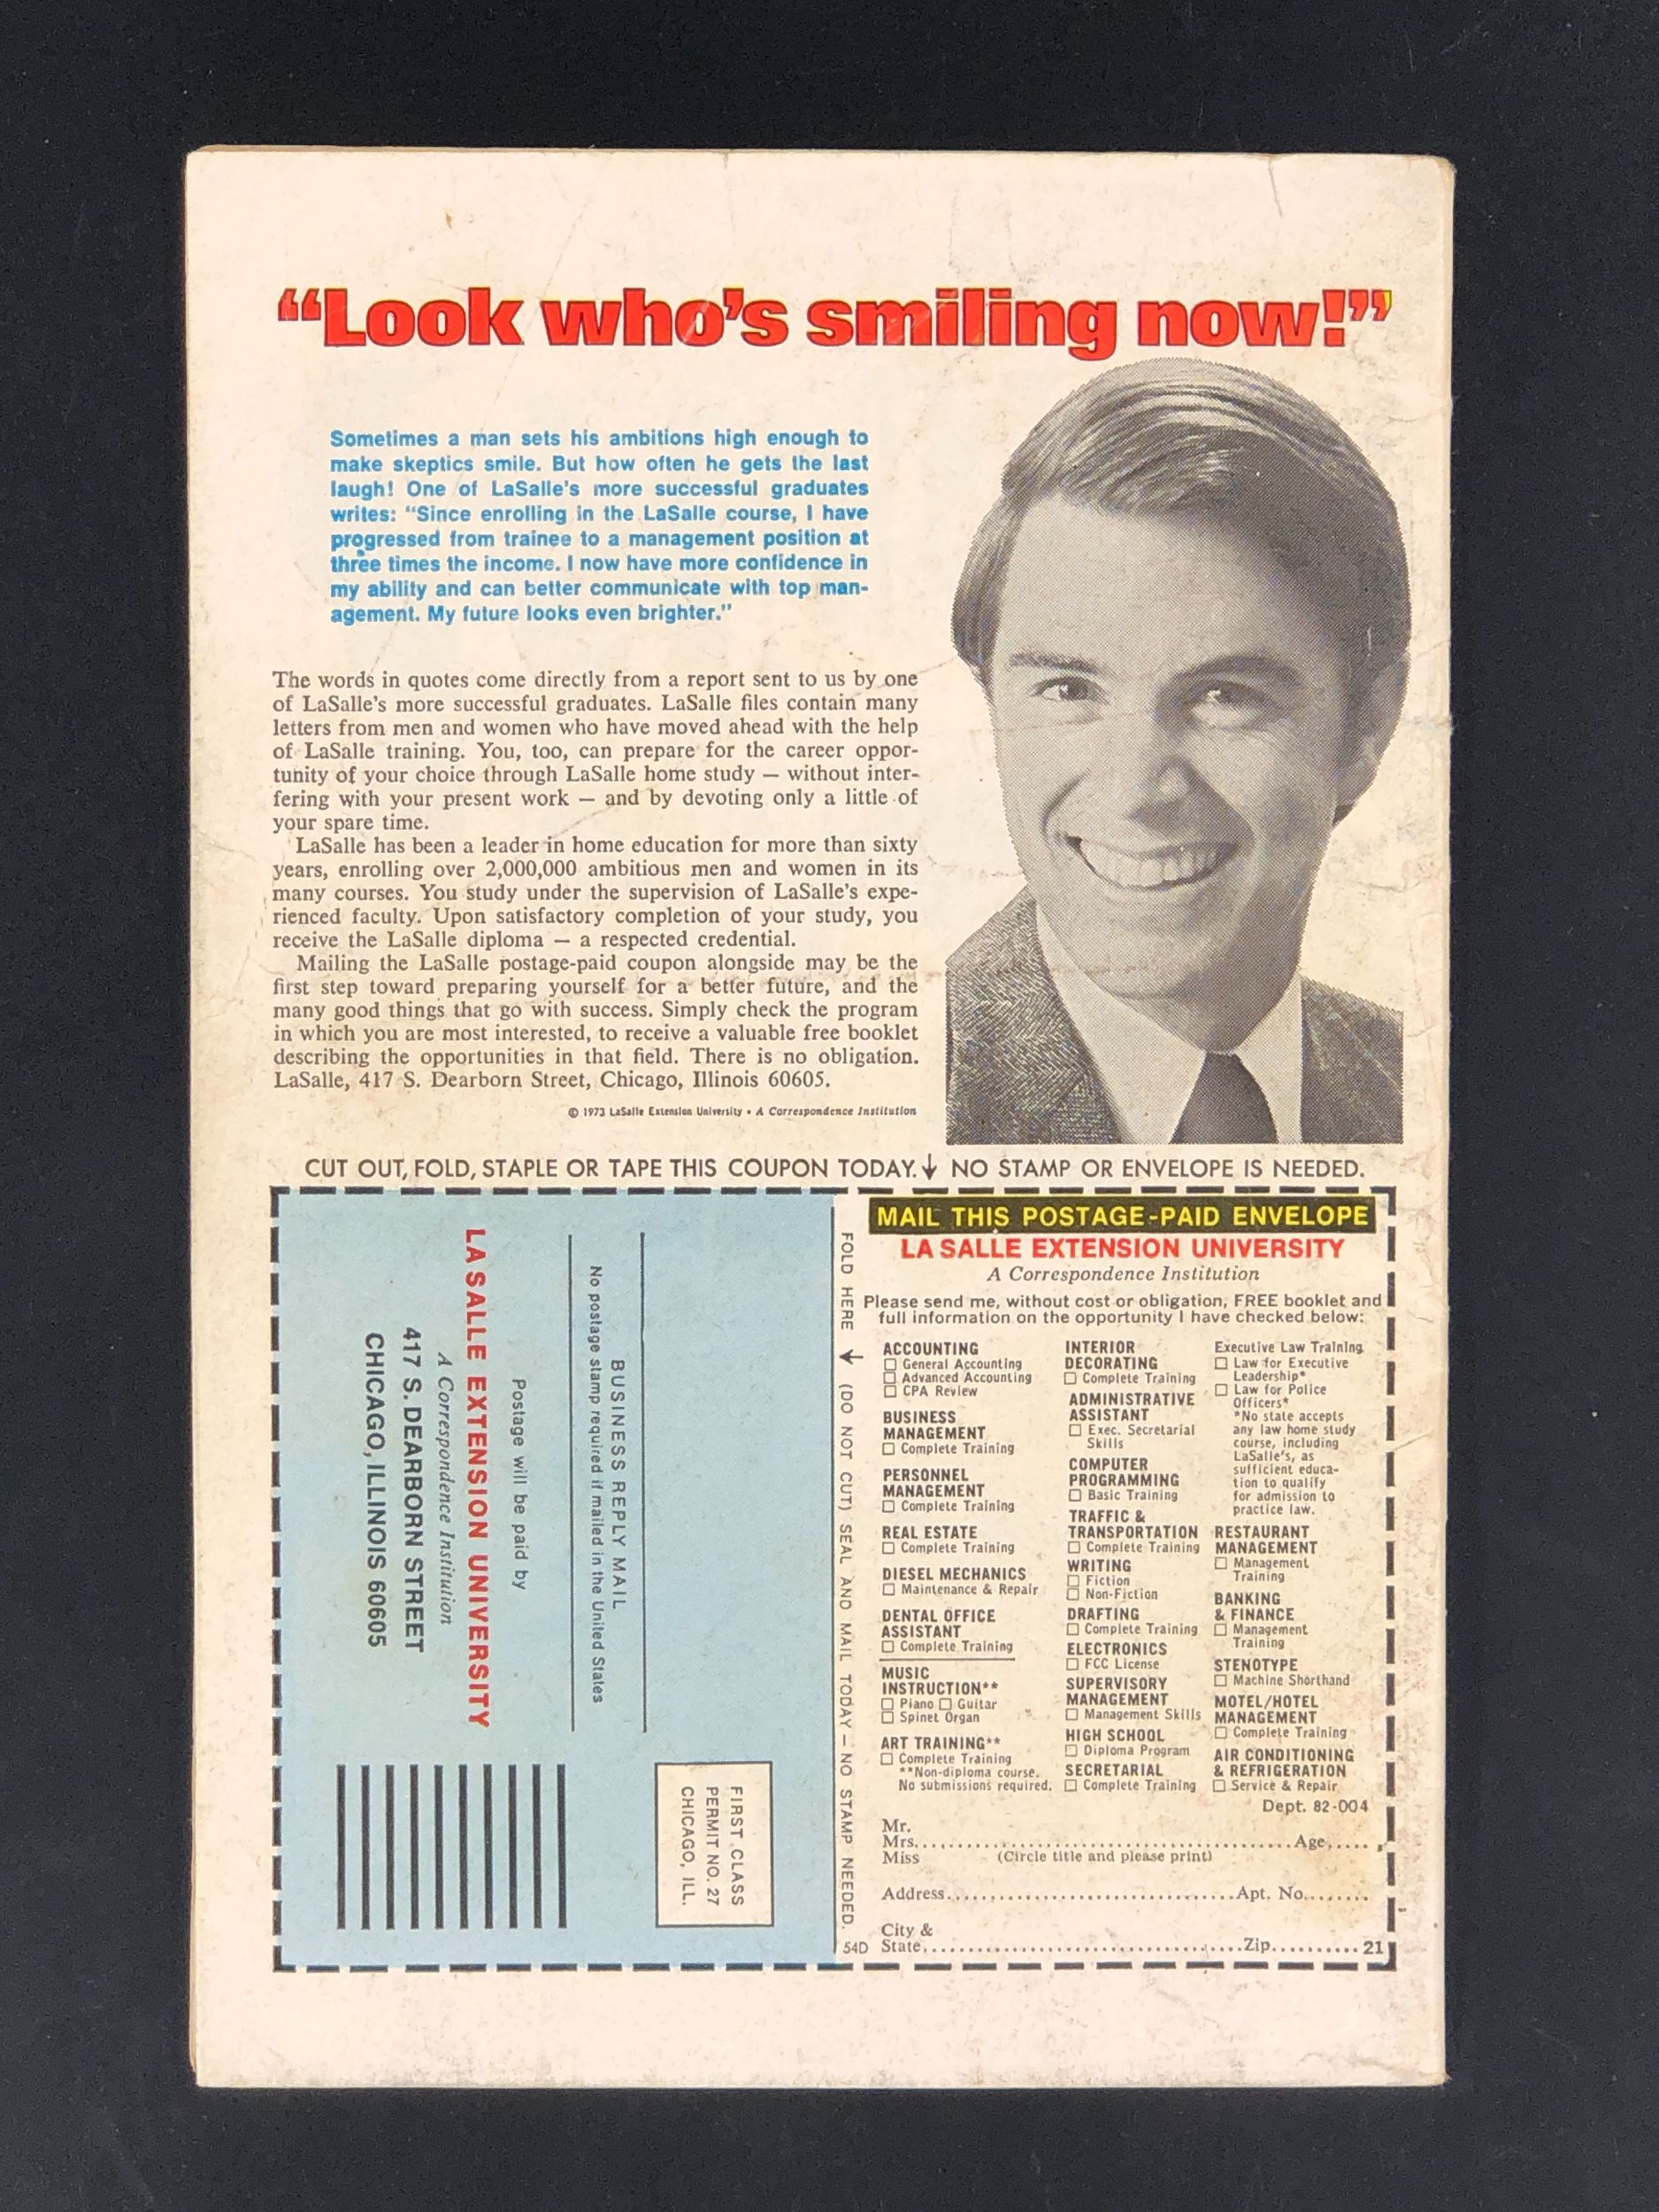 “Look who’s smiling now!”
Sometimes a man sets his ambitions high enough to
make skeptics smile. But how often he gets the last
laugh! One of LaSalle's more successful graduates
writes: "Since enrolling in the LaSalle course, I have
progressed from trainee to a management position at
three times the income. I now have more confidence in
my ability and can better communicate with top man-
agement. My future looks even brighter."
The words in quotes come directly from a report sent to us by one
of LaSalle's more successful graduates. LaSalle files contain many
letters from men and women who have moved ahead with the help
of LaSalle training. You, too, can prepare for the career oppor-
tunity of your choice through LaSalle home study — without inter-
fering with your present work — and by devoting only a little of
your spare time.
LaSalle has been a leader in home education for more than sixty
years, enrolling over 2,000,000 ambitious men and women in its
many courses. You study under the supervision of LaSalle's expe-
rienced faculty. Upon satisfactory completion of your study, you
receive the LaSalle diploma — a respected credential.
Mailing the LaSalle postage-paid coupon alongside may be the
first step toward preparing yourself for a better future, and the
many good things that go with success. Simply check the program
in which you are most interested, to receive a valuable free booklet
describing the opportunities in that field. There is no obligation.
LaSalle, 417 S. Dearborn Street, Chicago, Illinois 60605.
© 1973 LaSalle Extension University • A Correspondence Institution
CUT OUT, FOLD, STAPLE OR TAPE THIS COUPON TODAY. ↓ NO STAMP OR ENVELOPE IS NEEDED.
FIRST CLASS
PERMIT NO. 27
CHICAGO, ILL.
BUSINESS REPLY MAIL
No postage stamp required if mailed in the United States
Postage will be paid by
LA SALLE EXTENSION UNIVERSITY
A Correspondence Institution
417 S. DEARBORN STREET
CHICAGO, ILLINOIS 60605
FOLD HERE ↓ (DO NOT CUT) SEAL AND MAIL TODAY — NO STAMP NEEDED.
54D
MAIL THIS POSTAGE-PAID ENVELOPE
LA SALLE EXTENSION UNIVERSITY
A Correspondence Institution
Please send me, without cost or obligation, FREE booklet and
full information on the opportunity I have checked below:
ACCOUNTING
☐ General Accounting
☐ Advanced Accounting
☐ CPA Review
BUSINESS
MANAGEMENT
☐ Complete Training
PERSONNEL
MANAGEMENT
☐ Complete Training
REAL ESTATE
☐ Complete Training
DIESEL MECHANICS
☐ Maintenance & Repair
DENTAL OFFICE
ASSISTANT
☐ Complete Training
MUSIC
INSTRUCTION**
☐ Piano ☐ Guitar
☐ Spinet Organ
ART TRAINING**
☐ Complete Training
**Non-diploma course.
No submissions required.
INTERIOR
DECORATING
☐ Complete Training
ADMINISTRATIVE
ASSISTANT
☐ Exec. Secretarial
Skills
COMPUTER
PROGRAMMING
☐ Basic Training
TRAFFIC &
TRANSPORTATION
☐ Complete Training
WRITING
☐ Fiction
☐ Non-Fiction
DRAFTING
☐ Complete Training
ELECTRONICS
☐ FCC License
SUPERVISORY
MANAGEMENT
☐ Management Skills
HIGH SCHOOL
☐ Diploma Program
SECRETARIAL
☐ Complete Training
Executive Law Training
☐ Law for Executive
Leadership*
☐ Law for Police
Officers*
*No state accepts
any law home study
course, including
LaSalle's, as
sufficient educa-
tion to qualify
for admission to
practice law.
RESTAURANT
MANAGEMENT
☐ Management
Training
BANKING
& FINANCE
☐ Management
Training
STENOTYPE
☐ Machine Shorthand
MOTEL/HOTEL
MANAGEMENT
☐ Complete Training
AIR CONDITIONING
& REFRIGERATION
☐ Service & Repair
Dept. 82-004
Mr.
Mrs..........................................Age......
Miss (Circle title and please print)
Address....................................Apt. No........
City &
State.......................................Zip.......... 21